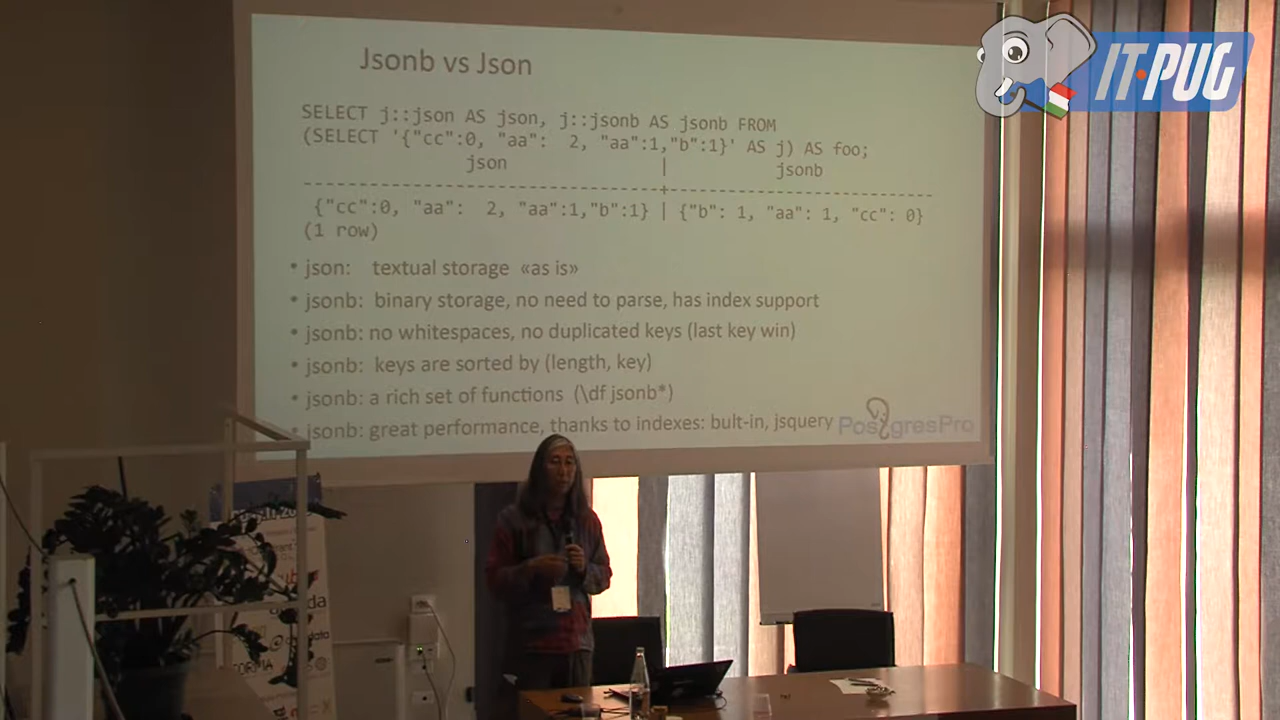 IT·PUG
Jsonb vs Json
SELECT j::json AS json, j::jsonb AS jsonb FROM
(SELECT '{"cc":0, "aa":  2, "aa":1,"b":1}' AS j) AS foo;
json | jsonb
---------------------------------------+-----------------------------
{"cc":0, "aa":  2, "aa":1,"b":1} | {"b": 1, "aa": 1, "cc": 0}
(1 row)
• json: textual storage «as is»
• jsonb: binary storage, no need to parse, has index support
• jsonb: no whitespaces, no duplicated keys (last key win)
• jsonb: keys are sorted by (length, key)
• jsonb: a rich set of functions (\df jsonb*)
• jsonb: great performance, thanks to indexes: bult-in, jsquery
PostgresPro